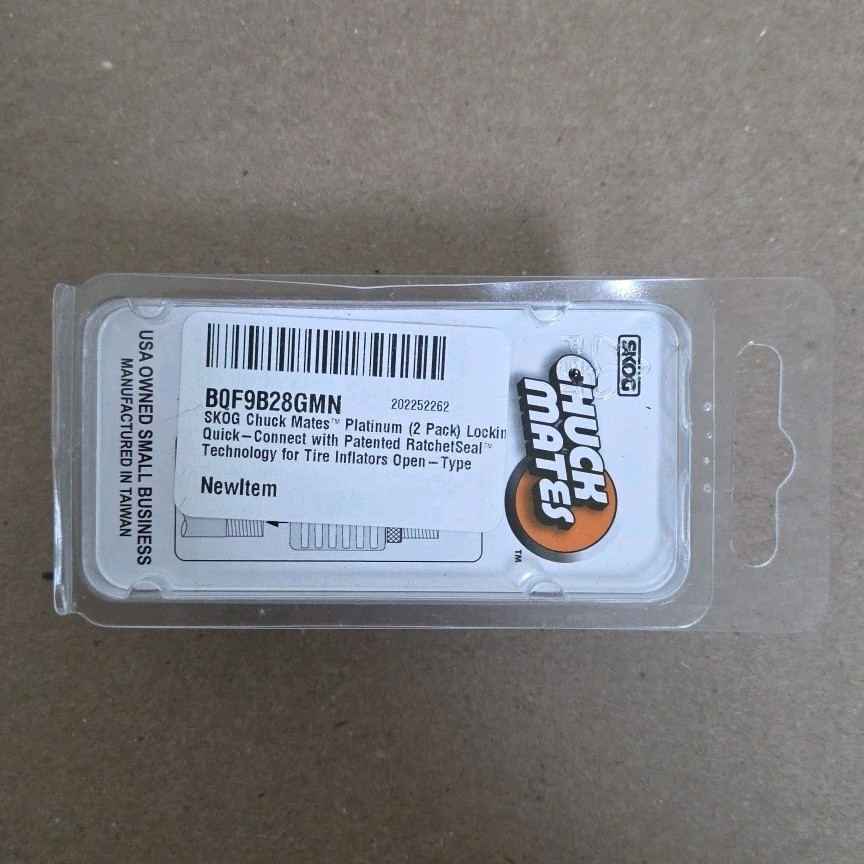 USA OWNED SMALL BUSINESS
MANUFACTURED IN TAIWAN
BQF9B28GMN
202252262
SKOG Chuck Mates™ Platinum (2 Pack) Lockin
Quick-Connect with Patented RatchetSeal™
Technology for Tire Inflators Open-Type
NewItem
SKOG
CHUCK
MATES
™